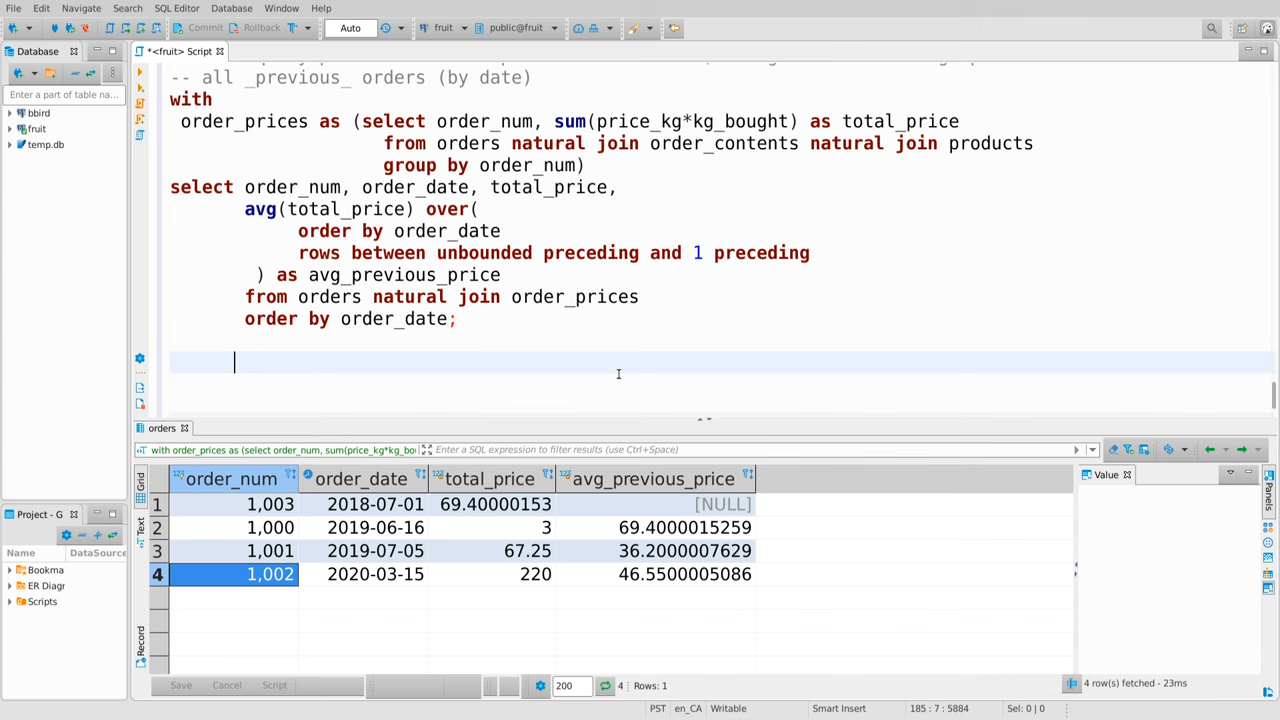 File Edit Navigate Search SQL Editor Database Window Help
Commit Rollback Auto fruit public@fruit
Database *<fruit> Script
Enter a part of table na...
bbird
fruit
temp.db
-- all _previous_ orders (by date)
with
order_prices as (select order_num, sum(price_kg*kg_bought) as total_price
from orders natural join order_contents natural join products
group by order_num)
select order_num, order_date, total_price,
avg(total_price) over(
order by order_date
rows between unbounded preceding and 1 preceding
) as avg_previous_price
from orders natural join order_prices
order by order_date;
orders
with order_prices as (select order_num, sum(price_kg*kg_bo Enter a SQL expression to filter results (use Ctrl+Space)
Grid
Text
Record
order_num order_date total_price avg_previous_price
1 1,003 2018-07-01 69.40000153 [NULL]
2 1,000 2019-06-16 3 69.4000015259
3 1,001 2019-07-05 67.25 36.2000007629
4 1,002 2020-03-15 220 46.5500005086
Value
Panels
Project - G
Name DataSource
Bookma
ER Diagr
Scripts
Save Cancel Script 200 4 Rows: 1 4 row(s) fetched - 23ms
PST en_CA Writable Smart Insert 185 : 7 : 5884 Sel: 0 | 0